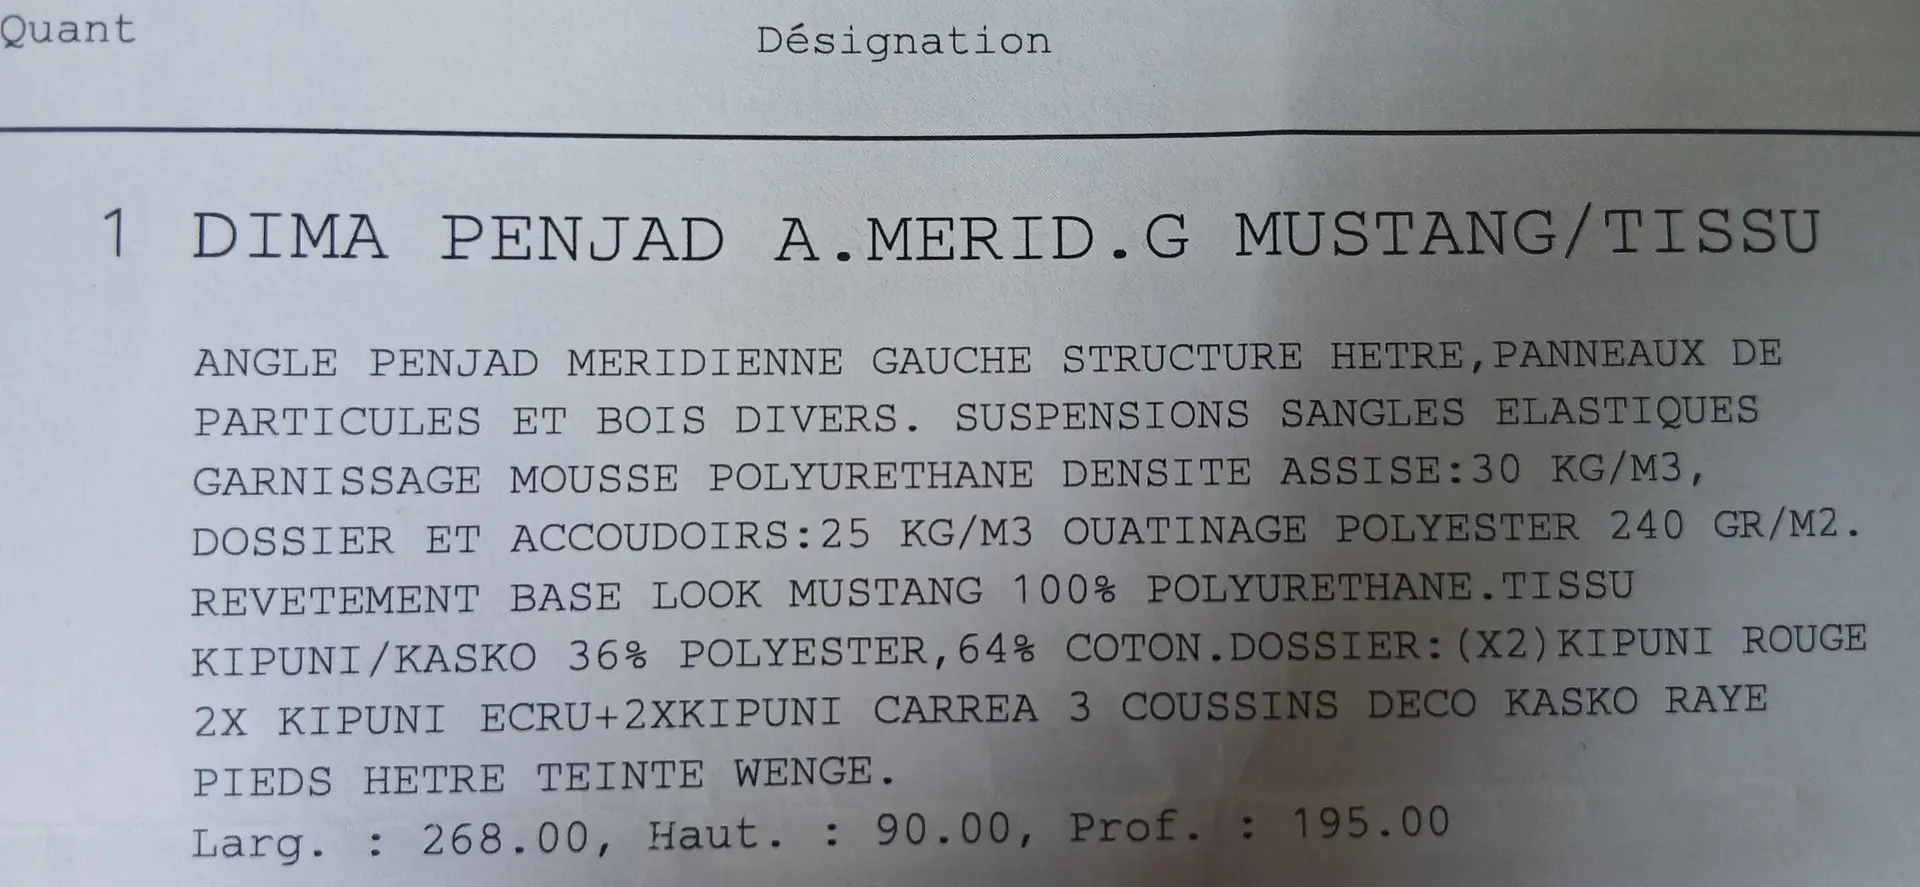 Quant Désignation
1 DIMA PENJAD A.MERID.G MUSTANG/TISSU
ANGLE PENJAD MERIDIENNE GAUCHE STRUCTURE HETRE,PANNEAUX DE
PARTICULES ET BOIS DIVERS. SUSPENSIONS SANGLES ELASTIQUES
GARNISSAGE MOUSSE POLYURETHANE DENSITE ASSISE:30 KG/M3,
DOSSIER ET ACCOUDOIRS:25 KG/M3 OUATINAGE POLYESTER 240 GR/M2.
REVETEMENT BASE LOOK MUSTANG 100% POLYURETHANE.TISSU
KIPUNI/KASKO 36% POLYESTER,64% COTON.DOSSIER:(X2)KIPUNI ROUGE
2X KIPUNI ECRU+2XKIPUNI CARREA 3 COUSSINS DECO KASKO RAYE
PIEDS HETRE TEINTE WENGE.
Larg. : 268.00, Haut. : 90.00, Prof. : 195.00